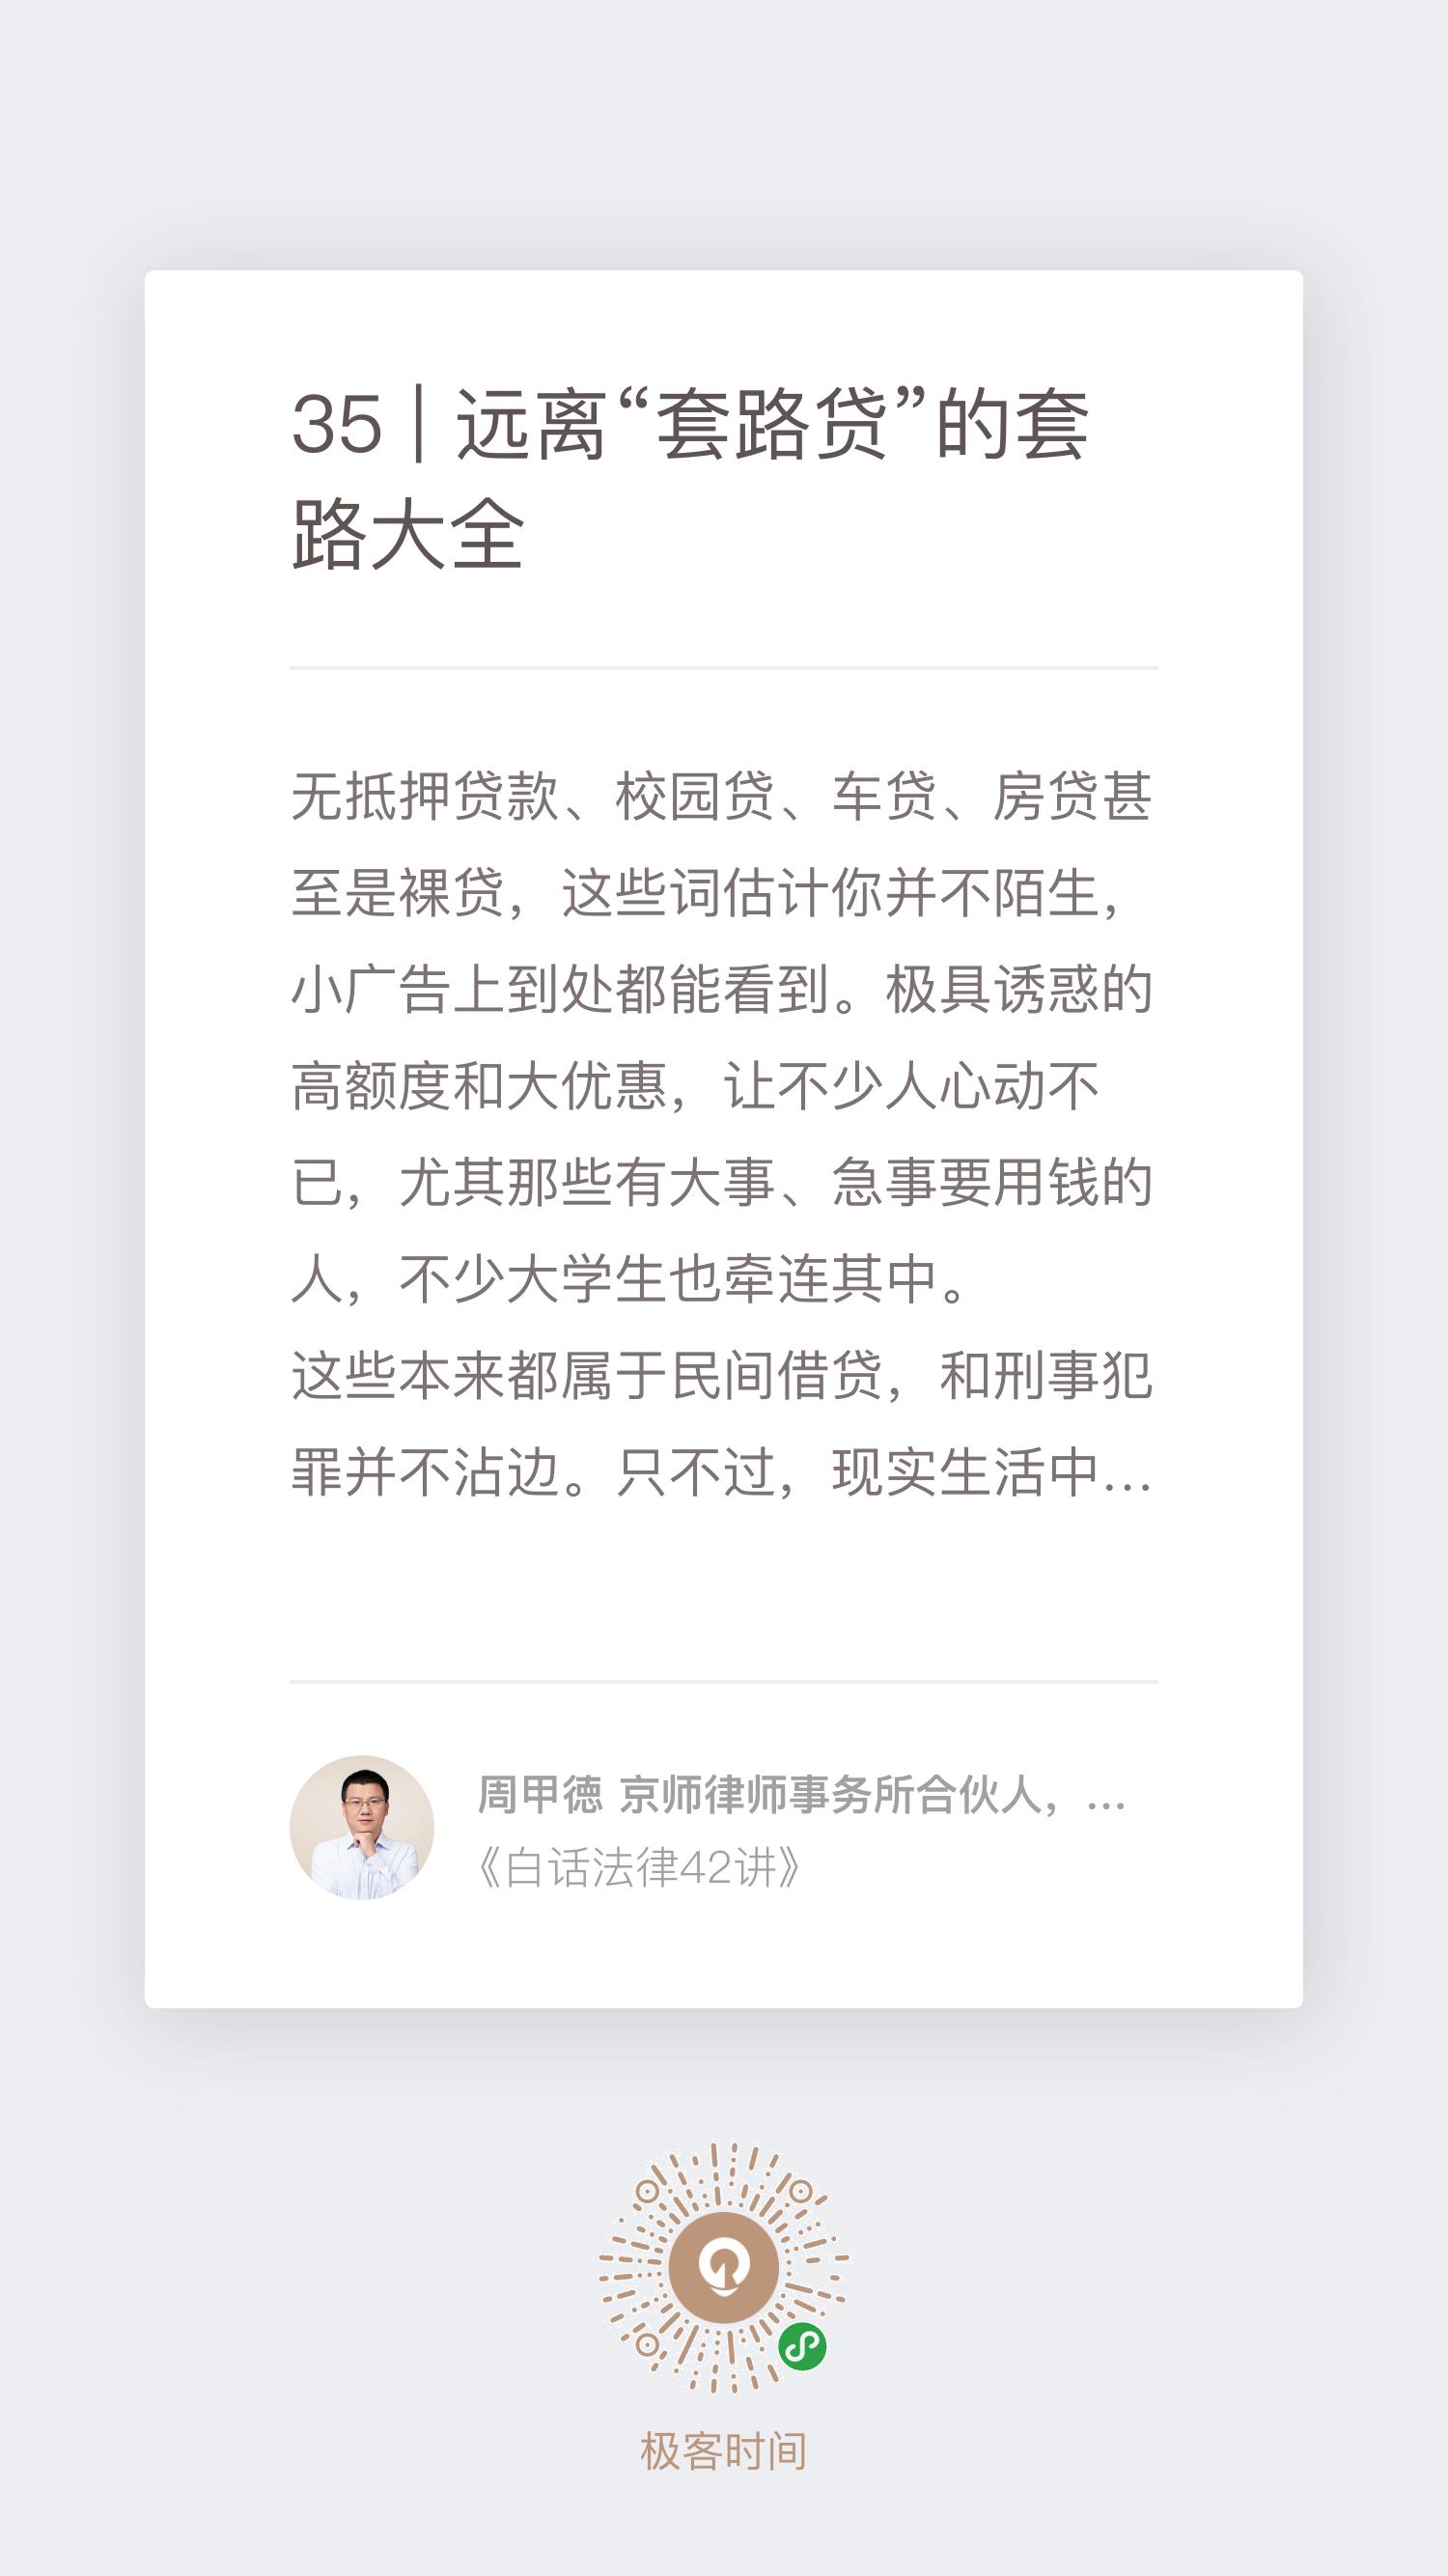 35 | 远离“套路贷”的套
路大全
无抵押贷款、校园贷、车贷、房贷甚
至是裸贷，这些词估计你并不陌生，
小广告上到处都能看到。极具诱惑的
高额度和大优惠，让不少人心动不
已，尤其那些有大事、急事要用钱的
人，不少大学生也牵连其中。
这些本来都属于民间借贷，和刑事犯
罪并不沾边。只不过，现实生活中…
周甲德 京师律师事务所合伙人，…
《白话法律42讲》
极客时间